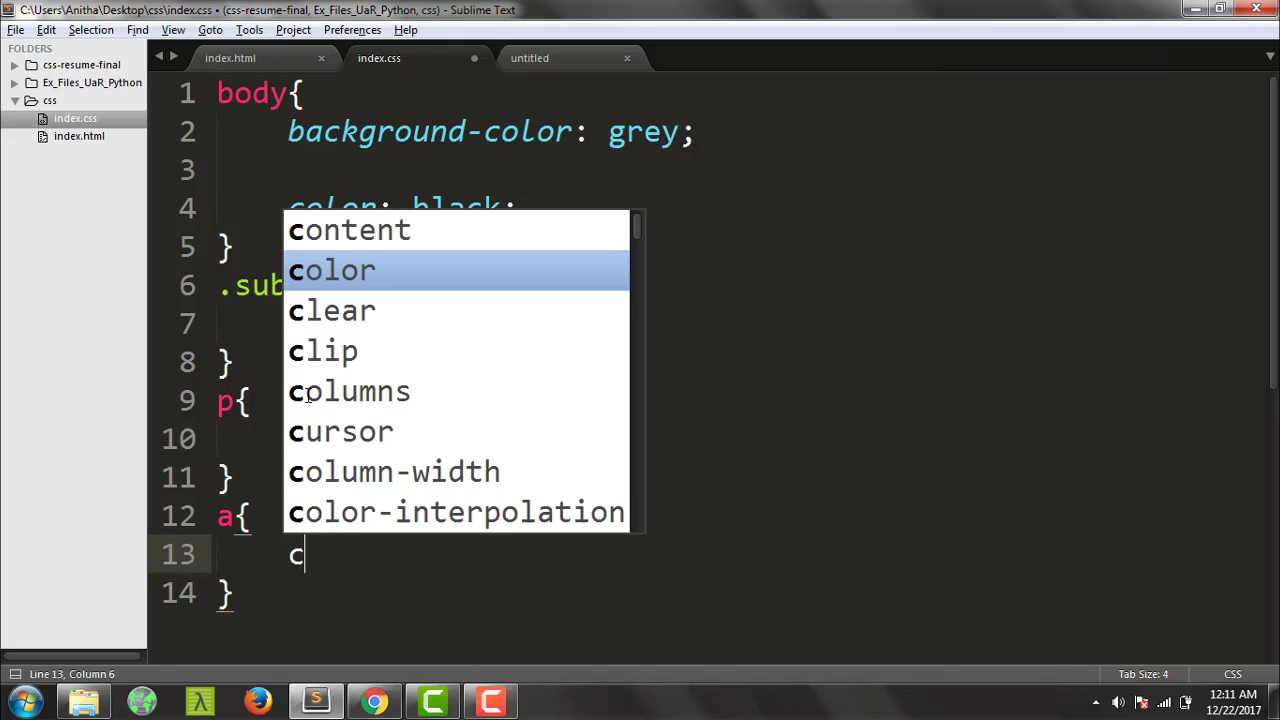 C:\Users\Anitha\Desktop\css\index.css • (css-resume-final, Ex_Files_UaR_Python, css) - Sublime Text
File Edit Selection Find View Goto Tools Project Preferences Help
FOLDERS
css-resume-final
Ex_Files_UaR_Python
css
index.css
index.html
index.html
index.css
untitled
1 body{
2 background-color: grey;
3
4 color: black;
5 }
6 .sub
7
8 }
9 p{
10
11 }
12 a{
13 c
14 }
content
color
clear
clip
columns
cursor
column-width
color-interpolation
Line 13, Column 6
Tab Size: 4
CSS
12:11 AM
12/22/2017